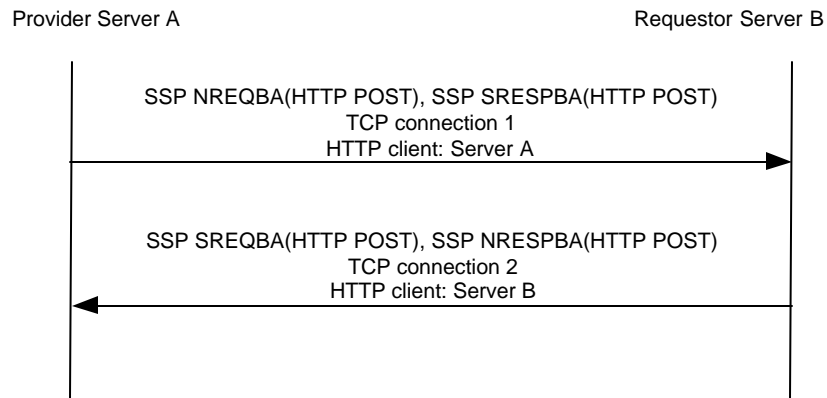 Provider Server A
Requestor Server B
SSP NREQBA(HTTP POST), SSP SRESPBA(HTTP POST)
TCP connection 1
HTTP client: Server A
SSP SREQBA(HTTP POST), SSP NRESPBA(HTTP POST)
TCP connection 2
HTTP client: Server B